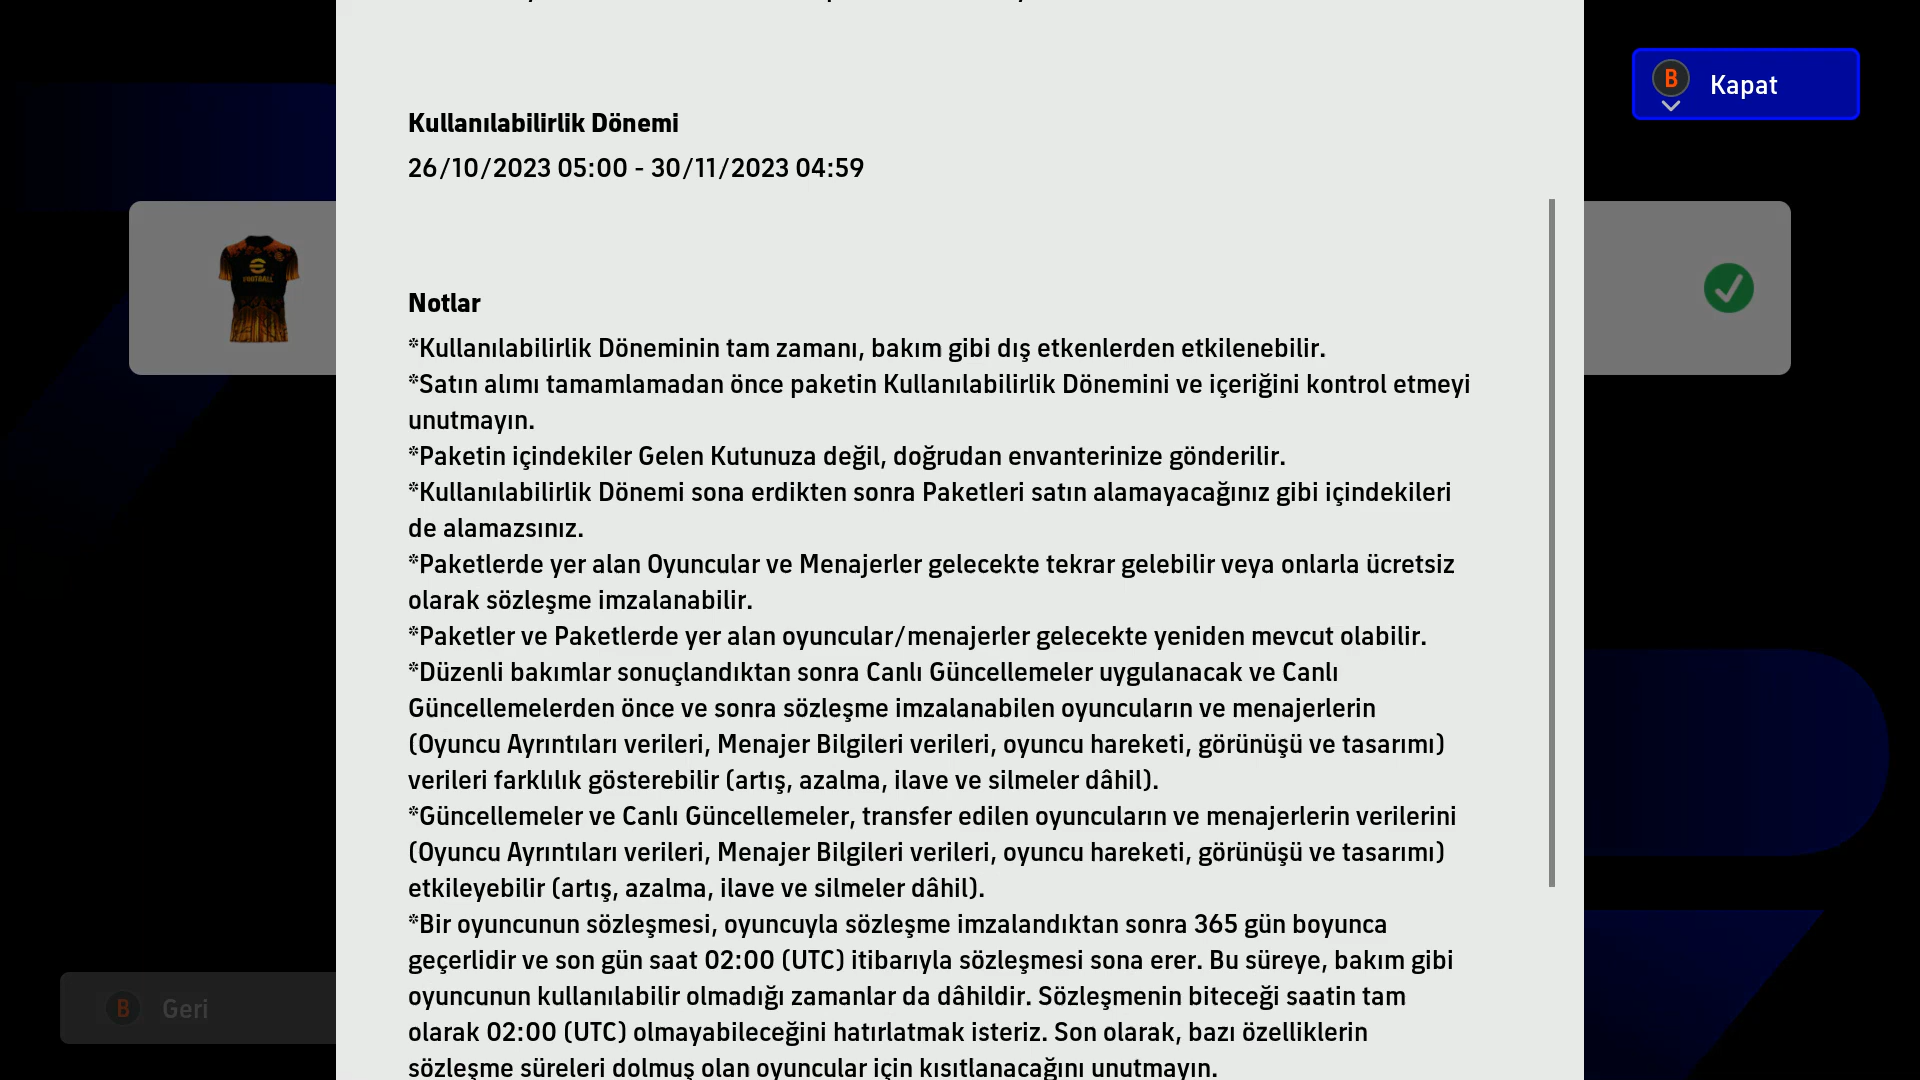 Kullanılabilirlik Dönemi
26/10/2023 05:00 - 30/11/2023 04:59
B Kapat
FOOTBALL
Notlar
*Kullanılabilirlik Döneminin tam zamanı, bakım gibi dış etkenlerden etkilenebilir.
*Satın alımı tamamlamadan önce paketin Kullanılabilirlik Dönemini ve içeriğini kontrol etmeyi
unutmayın.
*Paketin içindekiler Gelen Kutunuza değil, doğrudan envanterinize gönderilir.
*Kullanılabilirlik Dönemi sona erdikten sonra Paketleri satın alamayacağınız gibi içindekileri
de alamazsınız.
*Paketlerde yer alan Oyuncular ve Menajerler gelecekte tekrar gelebilir veya onlarla ücretsiz
olarak sözleşme imzalanabilir.
*Paketler ve Paketlerde yer alan oyuncular/menajerler gelecekte yeniden mevcut olabilir.
*Düzenli bakımlar sonuçlandıktan sonra Canlı Güncellemeler uygulanacak ve Canlı
Güncellemelerden önce ve sonra sözleşme imzalanabilen oyuncuların ve menajerlerin
(Oyuncu Ayrıntıları verileri, Menajer Bilgileri verileri, oyuncu hareketi, görünüşü ve tasarımı)
verileri farklılık gösterebilir (artış, azalma, ilave ve silmeler dâhil).
*Güncellemeler ve Canlı Güncellemeler, transfer edilen oyuncuların ve menajerlerin verilerini
(Oyuncu Ayrıntıları verileri, Menajer Bilgileri verileri, oyuncu hareketi, görünüşü ve tasarımı)
etkileyebilir (artış, azalma, ilave ve silmeler dâhil).
*Bir oyuncunun sözleşmesi, oyuncuyla sözleşme imzalandıktan sonra 365 gün boyunca
geçerlidir ve son gün saat 02:00 (UTC) itibarıyla sözleşmesi sona erer. Bu süreye, bakım gibi
oyuncunun kullanılabilir olmadığı zamanlar da dâhildir. Sözleşmenin biteceği saatin tam
olarak 02:00 (UTC) olmayabileceğini hatırlatmak isteriz. Son olarak, bazı özelliklerin
sözleşme süreleri dolmuş olan oyuncular için kısıtlanacağını unutmayın.
B Geri